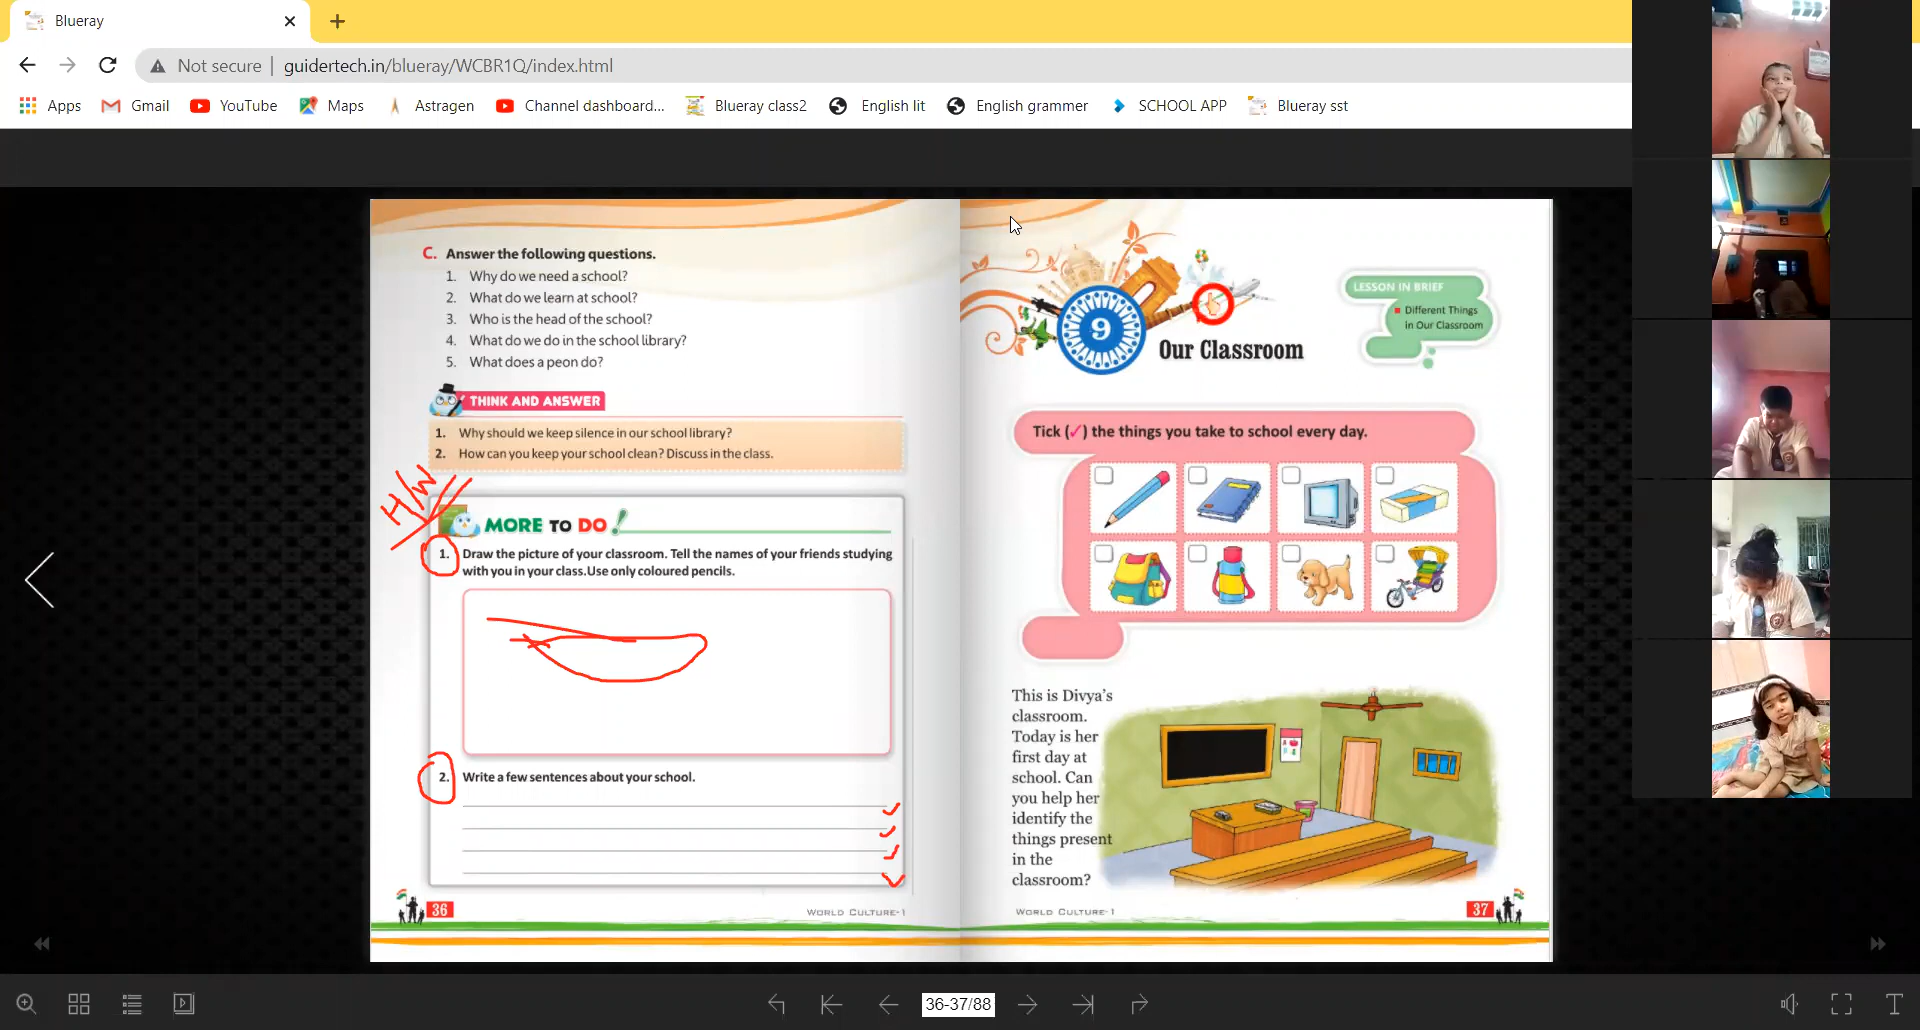 Blueray
Not secure
guidertech.in/blueray/WCBR1Q/index.html
Apps
Gmail
YouTube
Maps
Astragen
Channel dashboard...
Blueray class2
English lit
English grammer
SCHOOL APP
Blueray sst
C. Answer the following questions.
1. Why do we need a school?
2. What do we learn at school?
3. Who is the head of the school?
4. What do we do in the school library?
5. What does a peon do?
THINK AND ANSWER
1. Why should we keep silence in our school library?
2. How can you keep your school clean? Discuss in the class.
H/W
MORE TO DO!
1. Draw the picture of your classroom. Tell the names of your friends studying
with you in your class.Use only coloured pencils.
2. Write a few sentences about your school.
36
WORLD CULTURE-1
9
Our Classroom
LESSON IN BRIEF
Different Things
in Our Classroom
Tick (✓) the things you take to school every day.
This is Divya's
classroom.
Today is her
first day at
school. Can
you help her
identify the
things present
in the
classroom?
WORLD CULTURE-1
37
36-37/88